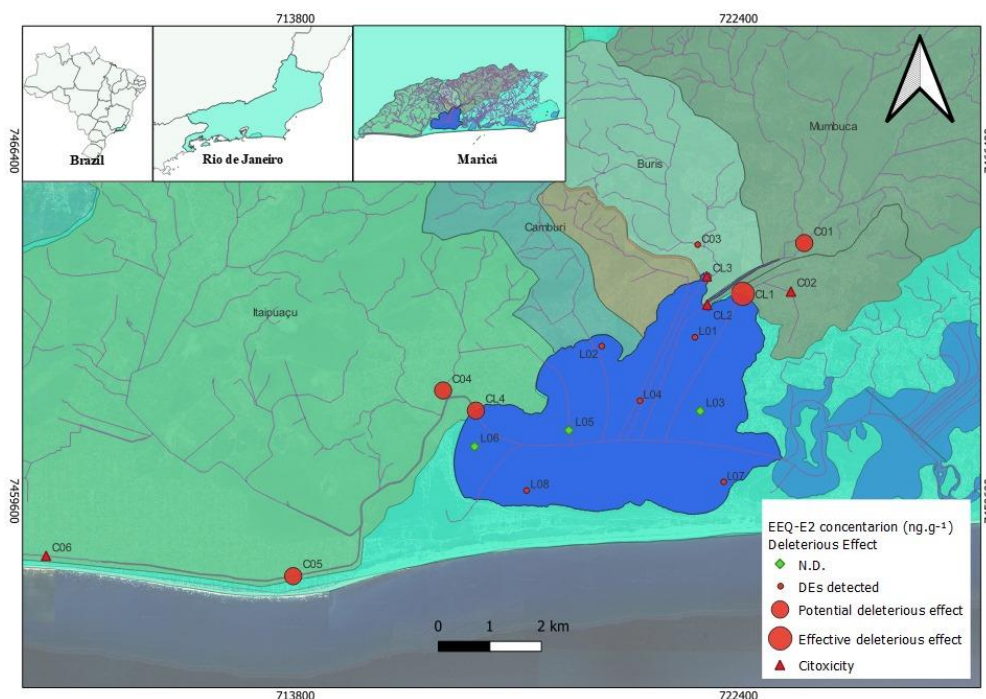 713800
722400
Brazil
Rio de Janeiro
Maricá
7466400
Mumbuca
Buris
Camburi
C03
C01
CL3
C02
CL1
CL2
Itaipuaçu
L01
L02
C04
L04
L03
CL4
L05
L06
L07
L08
7459600
C06
C05
0 1 2 km
EEQ-E2 concentarion (ng.g-¹)
Deleterious Effect
N.D.
DEs detected
Potential deleterious effect
Effective deleterious effect
Citoxicity
713800
722400